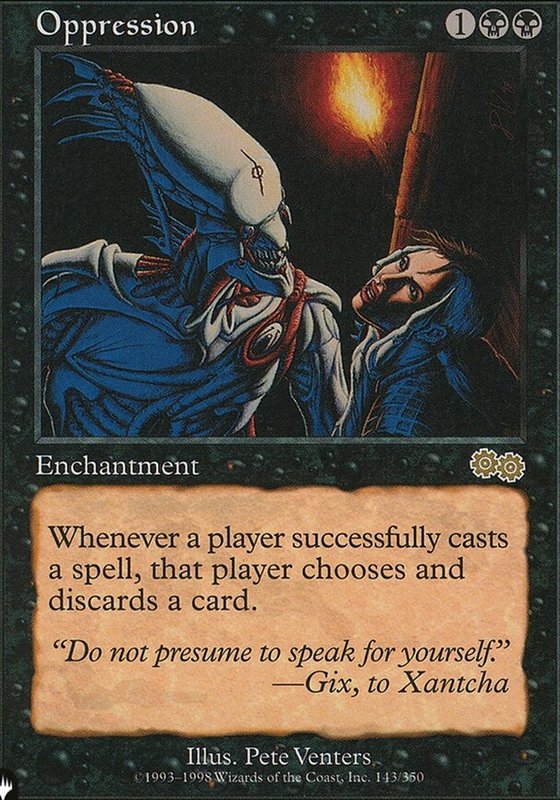 Oppression 1
Enchantment
Whenever a player successfully casts
a spell, that player chooses and
discards a card.
“Do not presume to speak for yourself.”
—Gix, to Xantcha
Illus. Pete Venters
©1993–1998 Wizards of the Coast, Inc. 143/350